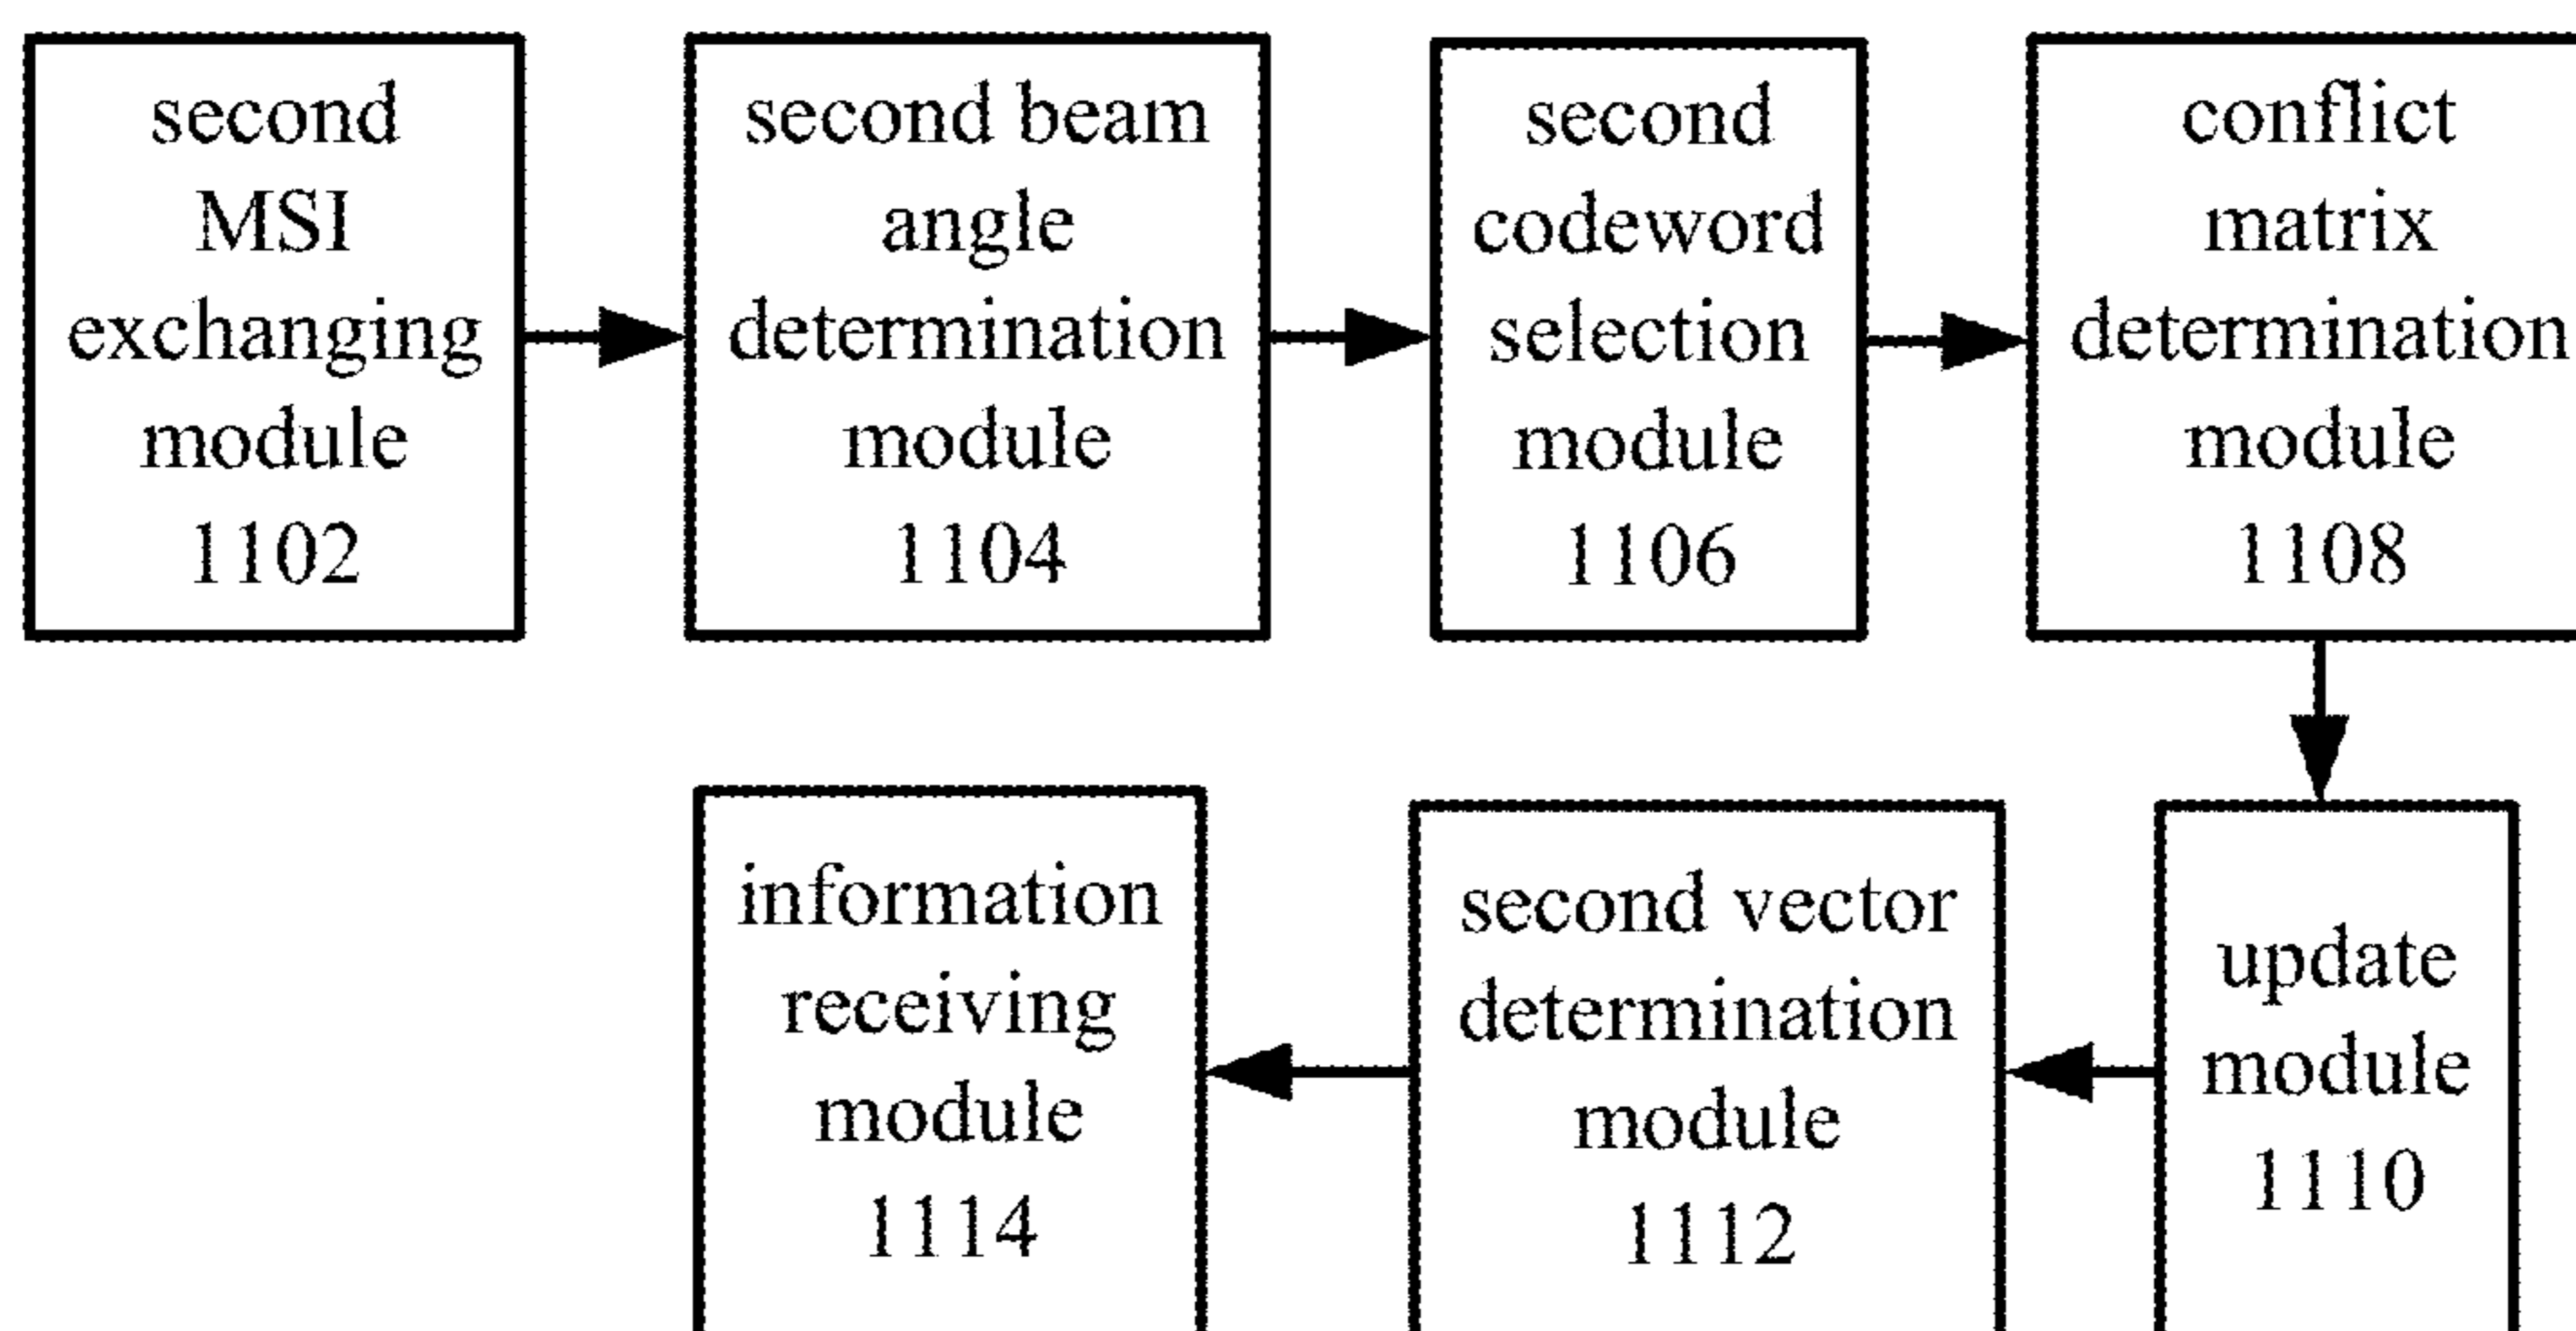 second
MSI
exchanging
module
1102
second beam
angle
determination
module
1104
second
codeword
selection
module
1106
conflict
matrix
determination
module
1108
information
receiving
module
1114
second vector
determination
module
1112
update
module
1110